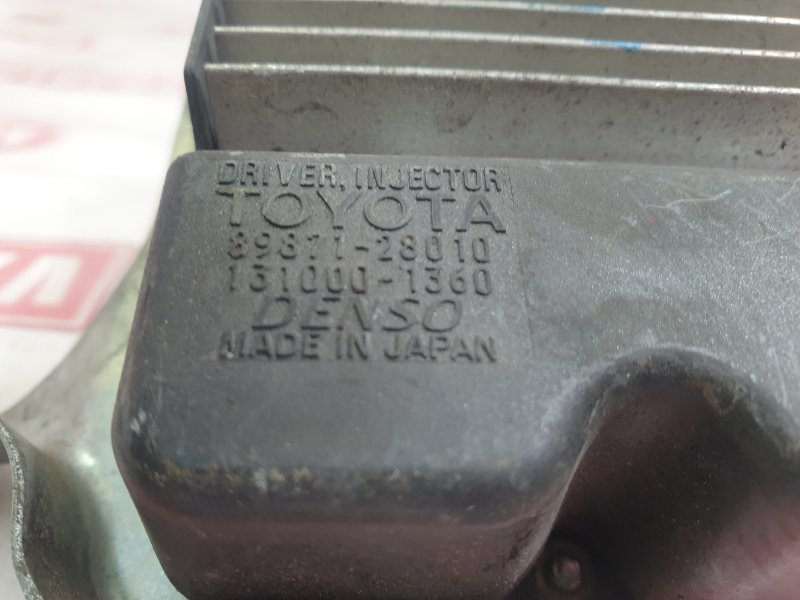 DRIVER, INJECTOR
TOYOTA
89871-28010
131000-1360
DENSO
MADE IN JAPAN